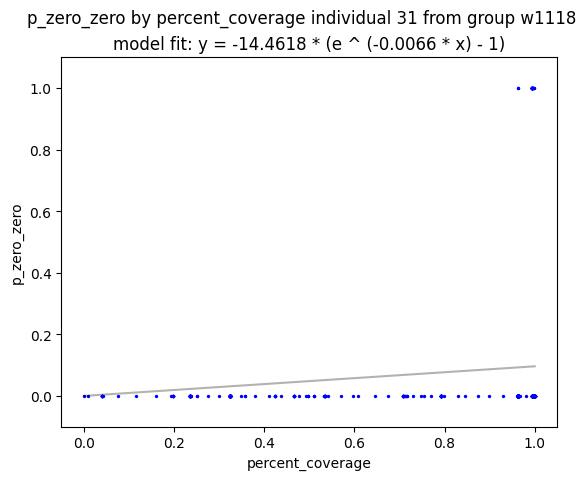 p_zero_zero by percent_coverage individual 31 from group w1118
model fit: y = -14.4618 * (e ^ (-0.0066 * x) - 1)
1.0
0.8
0.6
0.4
0.2
0.0
p_zero_zero
0.0 0.2 0.4 0.6 0.8 1.0
percent_coverage